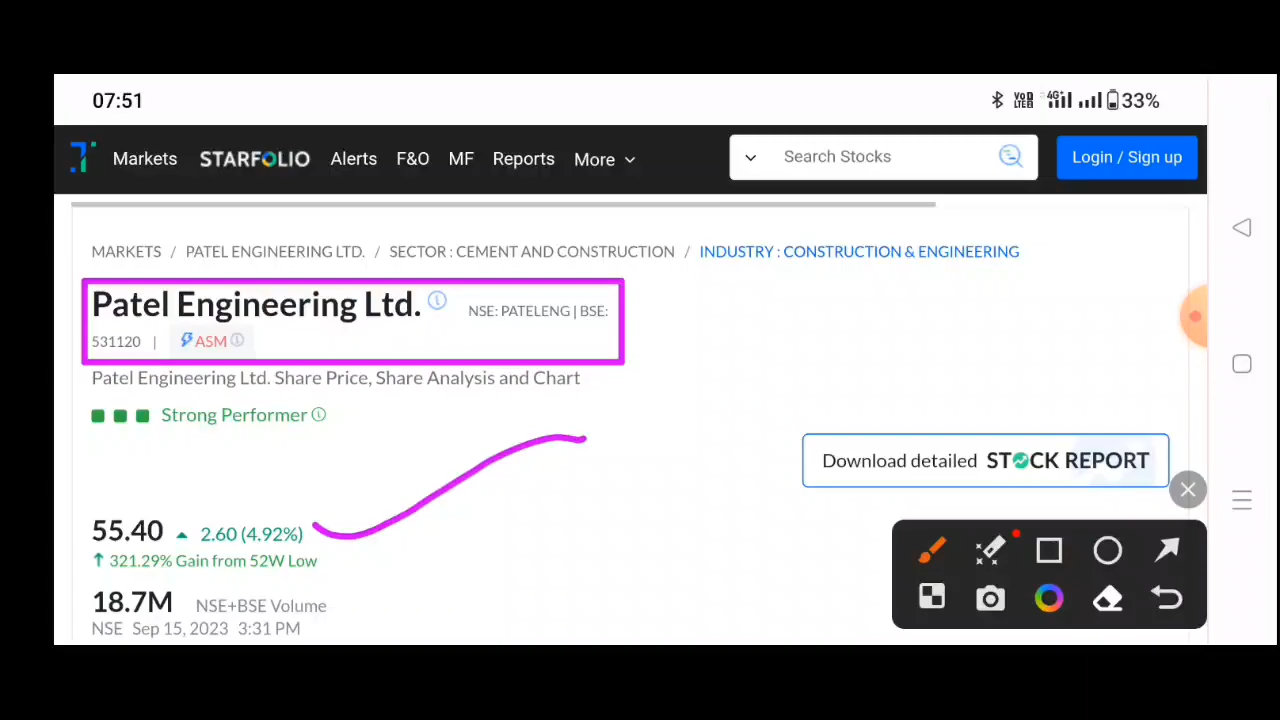 07:51 VoD LTE 4G+ 33%
Markets STARFOLIO Alerts F&O MF Reports More Search Stocks Login / Sign up
MARKETS / PATEL ENGINEERING LTD. / SECTOR : CEMENT AND CONSTRUCTION / INDUSTRY : CONSTRUCTION & ENGINEERING
Patel Engineering Ltd. NSE: PATELENG | BSE:
531120 | ASM
Patel Engineering Ltd. Share Price, Share Analysis and Chart
Strong Performer
Download detailed STOCK REPORT
55.40 2.60 (4.92%)
321.29% Gain from 52W Low
18.7M NSE+BSE Volume
NSE Sep 15, 2023 3:31 PM